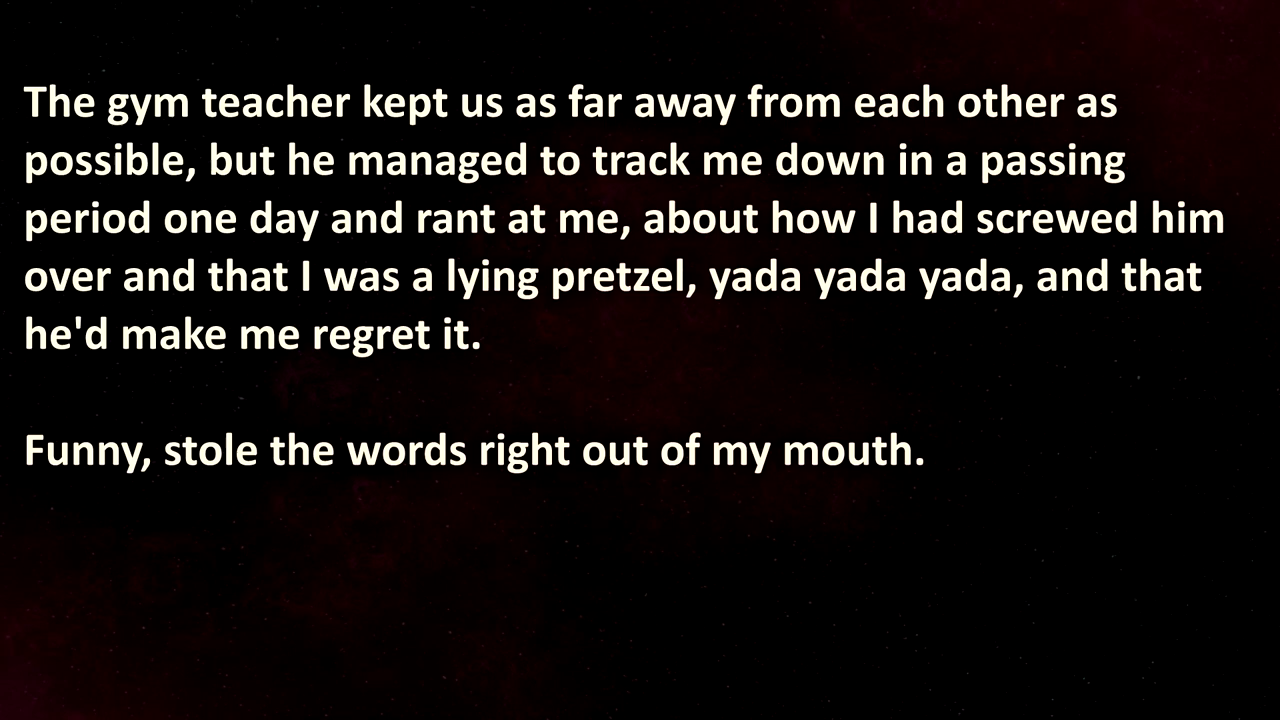 The gym teacher kept us as far away from each other as
possible, but he managed to track me down in a passing
period one day and rant at me, about how I had screwed him
over and that I was a lying pretzel, yada yada yada, and that
he'd make me regret it.
Funny, stole the words right out of my mouth.